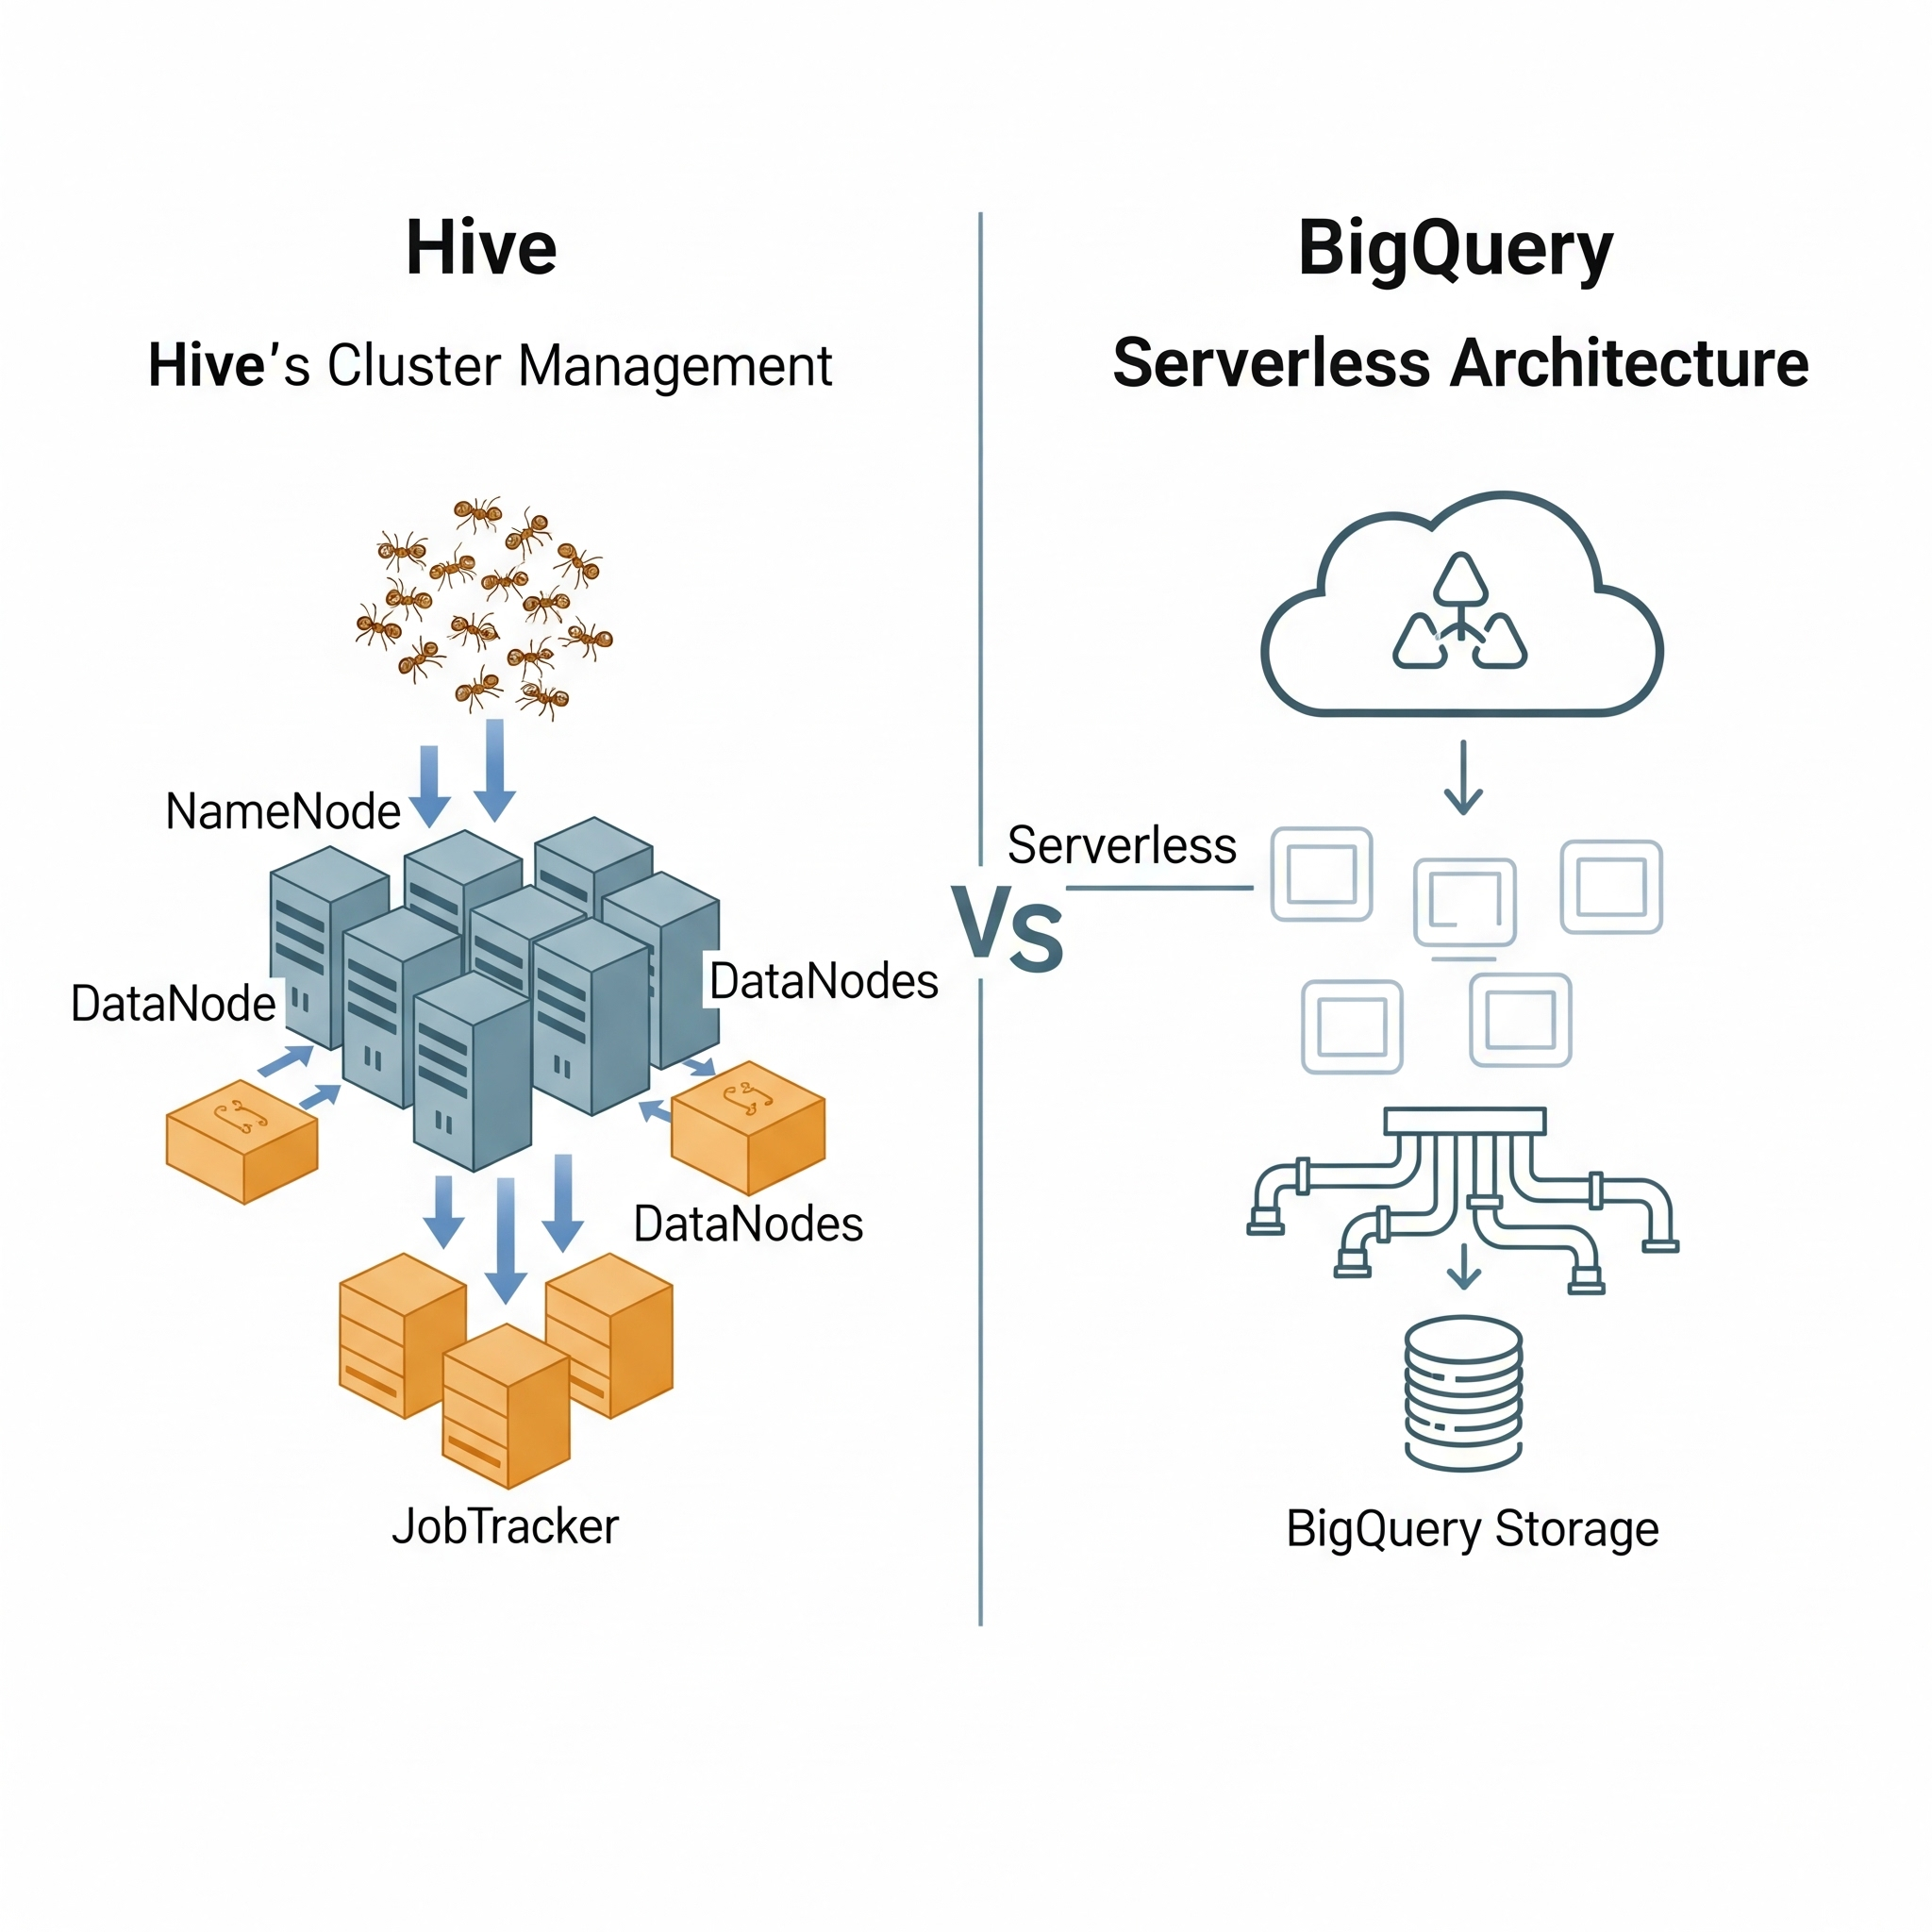 Hive
Hive's Cluster Management
NameNode
DataNode
DataNodes
DataNodes
JobTracker
VS
BigQuery
Serverless Architecture
Serverless
BigQuery Storage